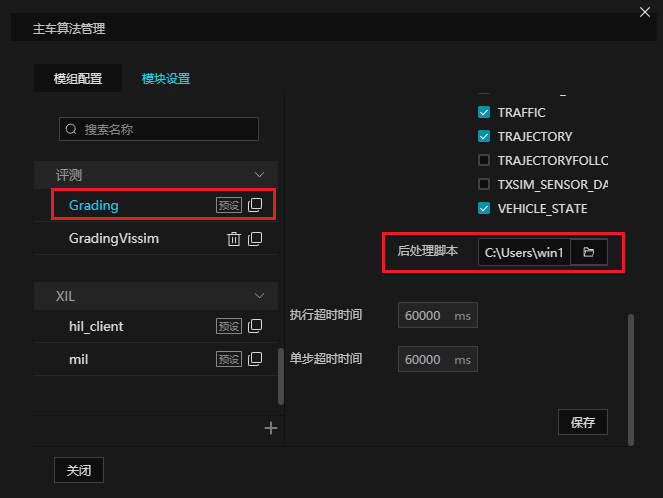 主车算法管理
模组配置
模块设置
搜索名称
评测
Grading
预设
GradingVissim
XIL
hil_client
预设
mil
预设
关闭
TRAFFIC
TRAJECTORY
TRAJECTORYFOLLC
TXSIM_SENSOR_DA
VEHICLE_STATE
后处理脚本
C:\Users\win1
执行超时时间
60000 ms
单步超时时间
60000 ms
保存